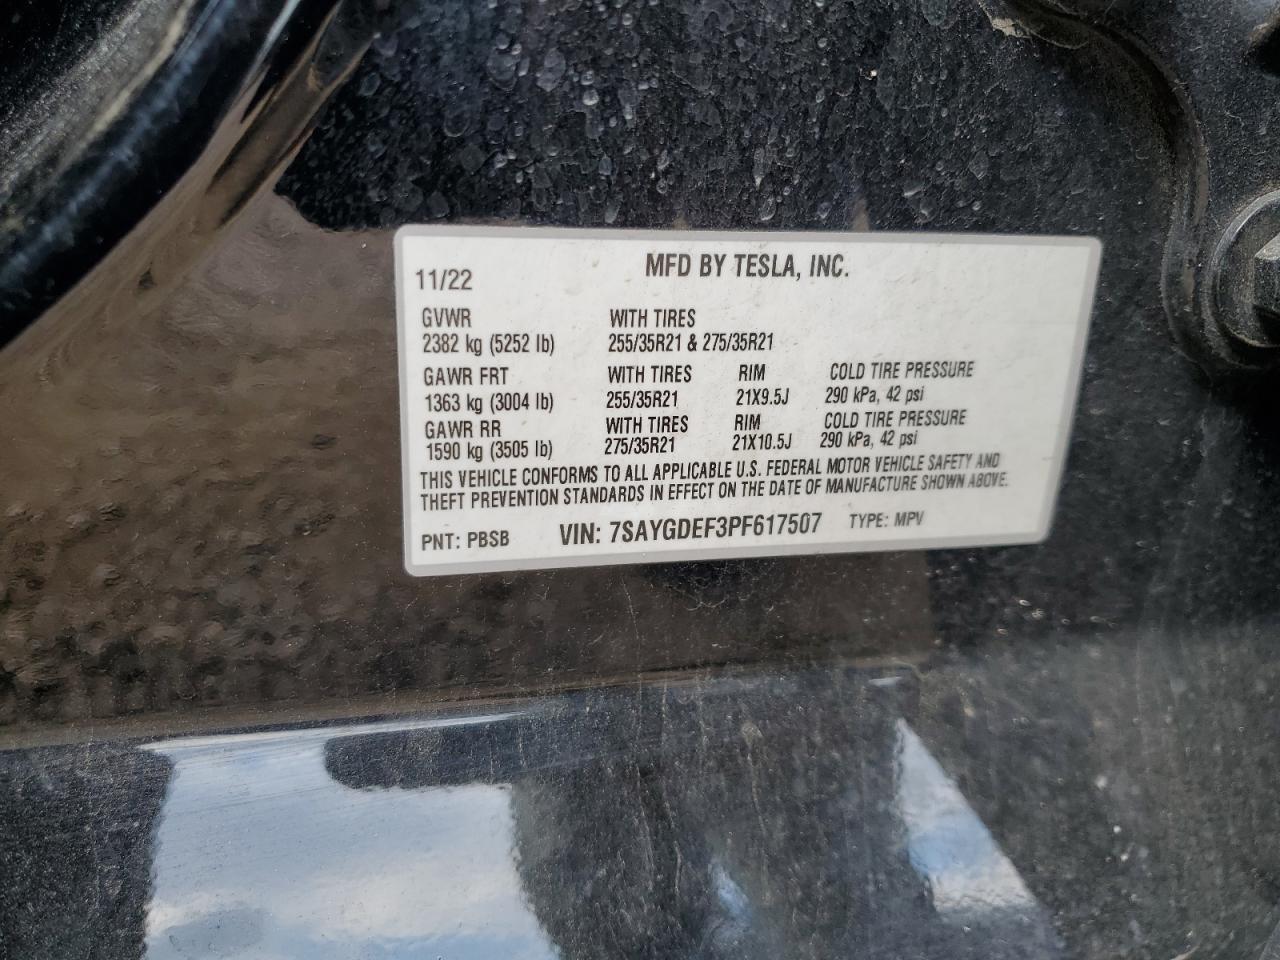 11/22 MFD BY TESLA, INC.
GVWR WITH TIRES
2382 kg (5252 lb) 255/35R21 & 275/35R21
GAWR FRT WITH TIRES RIM COLD TIRE PRESSURE
1363 kg (3004 lb) 255/35R21 21X9.5J 290 kPa, 42 psi
GAWR RR WITH TIRES RIM COLD TIRE PRESSURE
1590 kg (3505 lb) 275/35R21 21X10.5J 290 kPa, 42 psi
THIS VEHICLE CONFORMS TO ALL APPLICABLE U.S. FEDERAL MOTOR VEHICLE SAFETY AND
THEFT PREVENTION STANDARDS IN EFFECT ON THE DATE OF MANUFACTURE SHOWN ABOVE.
PNT: PBSB VIN: 7SAYGDEF3PF617507 TYPE: MPV